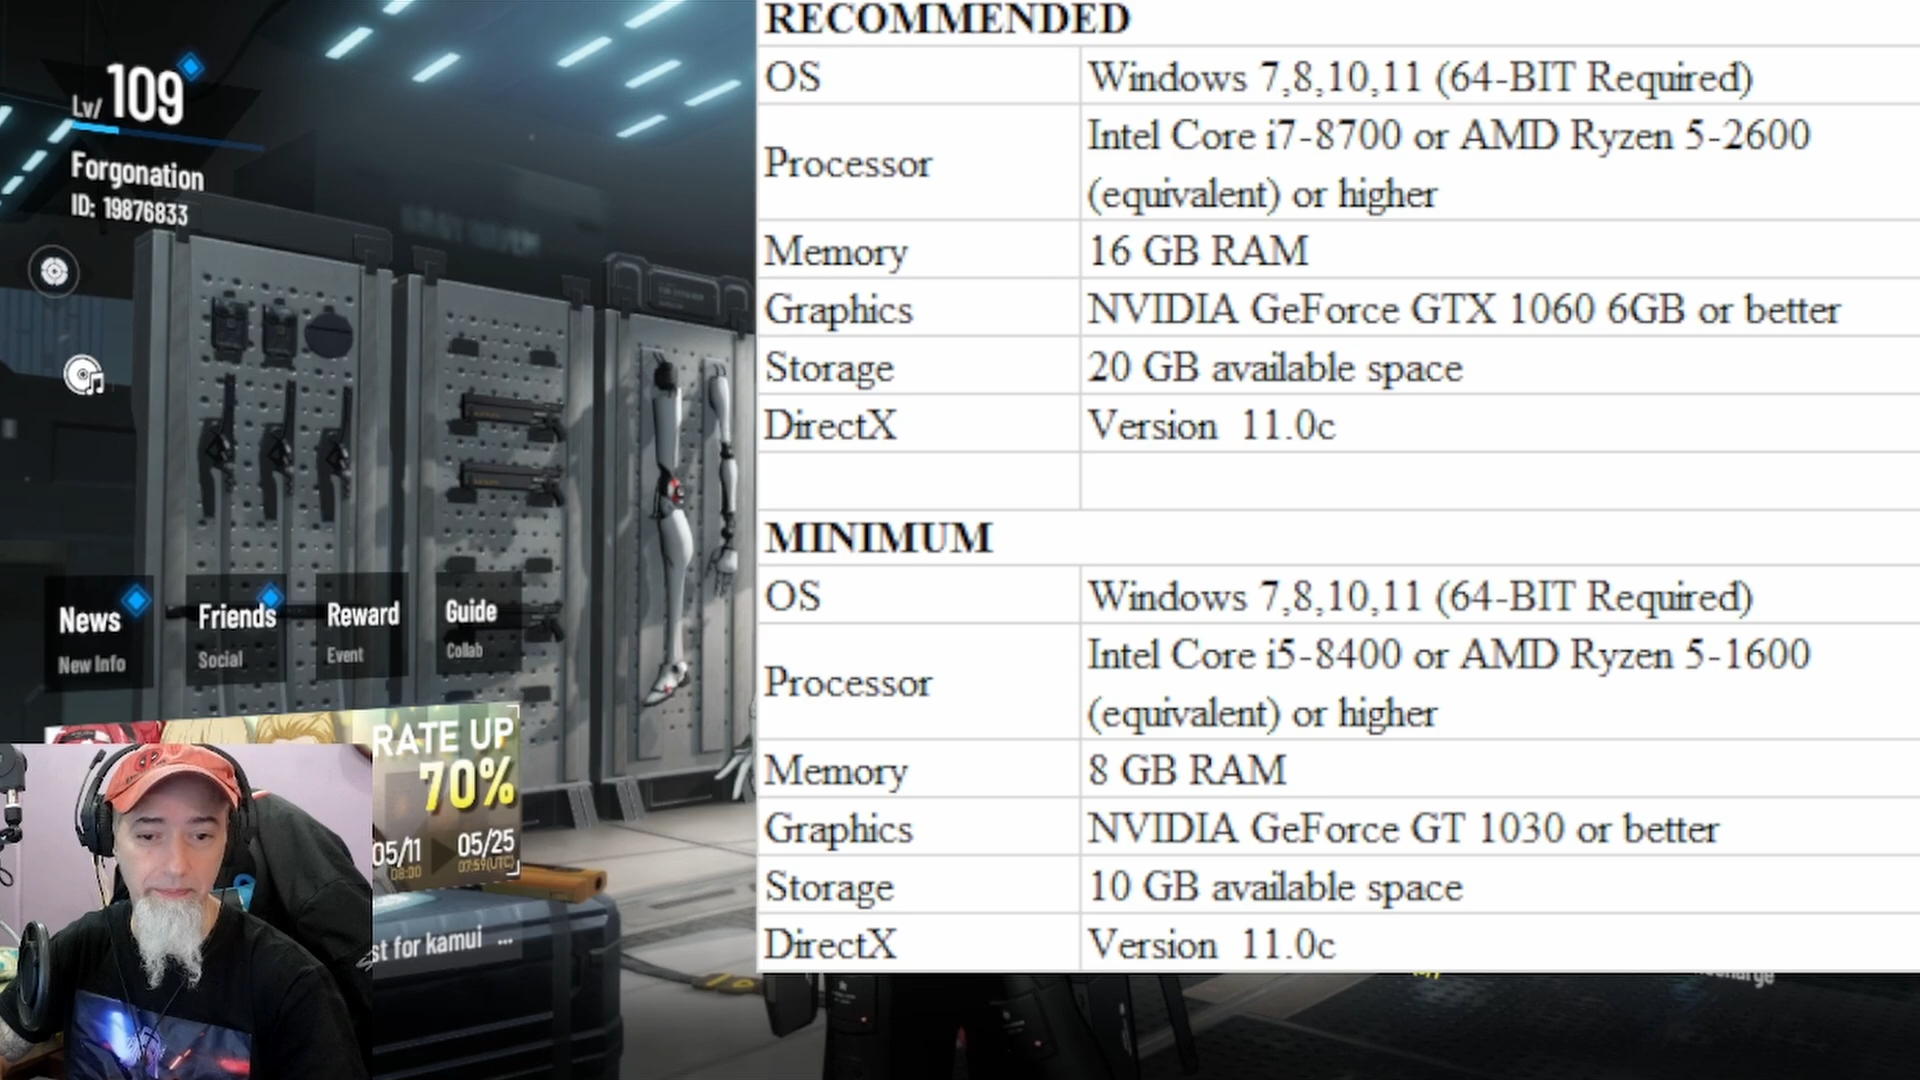 Lv/ 109
Forgonation
ID: 19876833
News
New Info
Friends
Social
Reward
Event
Guide
Collab
RATE UP
70%
05/11
08:00
05/25
07:59(UTC)
st for kamui ...
RECOMMENDED
OS Windows 7,8,10,11 (64-BIT Required)
Processor Intel Core i7-8700 or AMD Ryzen 5-2600
(equivalent) or higher
Memory 16 GB RAM
Graphics NVIDIA GeForce GTX 1060 6GB or better
Storage 20 GB available space
DirectX Version 11.0c
MINIMUM
OS Windows 7,8,10,11 (64-BIT Required)
Processor Intel Core i5-8400 or AMD Ryzen 5-1600
(equivalent) or higher
Memory 8 GB RAM
Graphics NVIDIA GeForce GT 1030 or better
Storage 10 GB available space
DirectX Version 11.0c